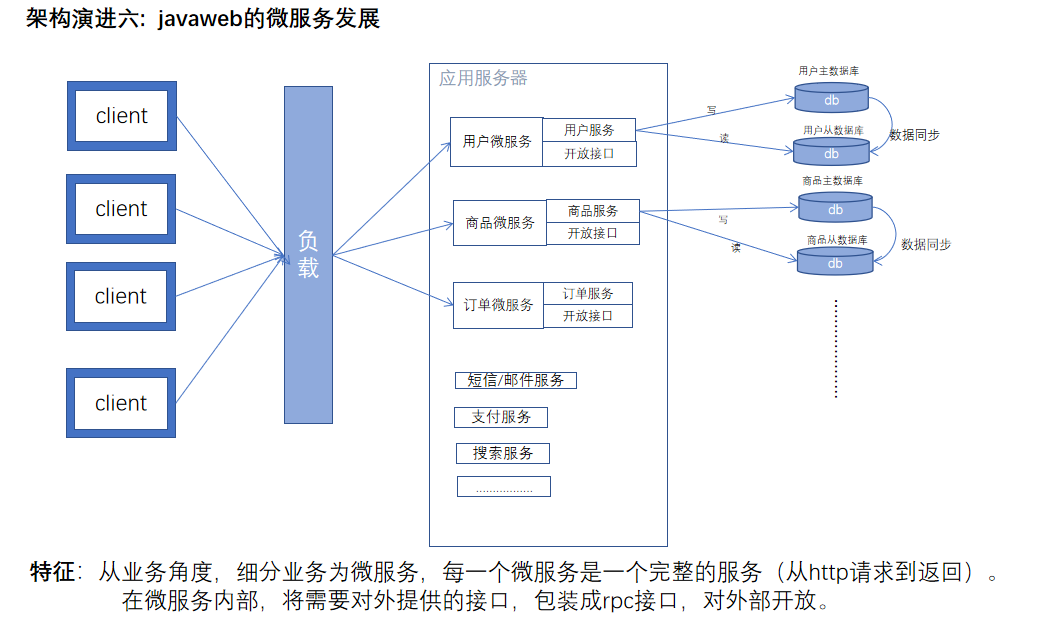 架构演进六：javaweb的微服务发展
client
client
client
client
负载
应用服务器
用户微服务
用户服务
开放接口
商品微服务
商品服务
开放接口
订单微服务
订单服务
开放接口
短信/邮件服务
支付服务
搜索服务
.................
写
读
写
读
用户主数据库
db
用户从数据库
db
数据同步
商品主数据库
db
商品从数据库
db
数据同步
特征：从业务角度，细分业务为微服务，每一个微服务是一个完整的服务（从http请求到返回）。
在微服务内部，将需要对外提供的接口，包装成rpc接口，对外部开放。